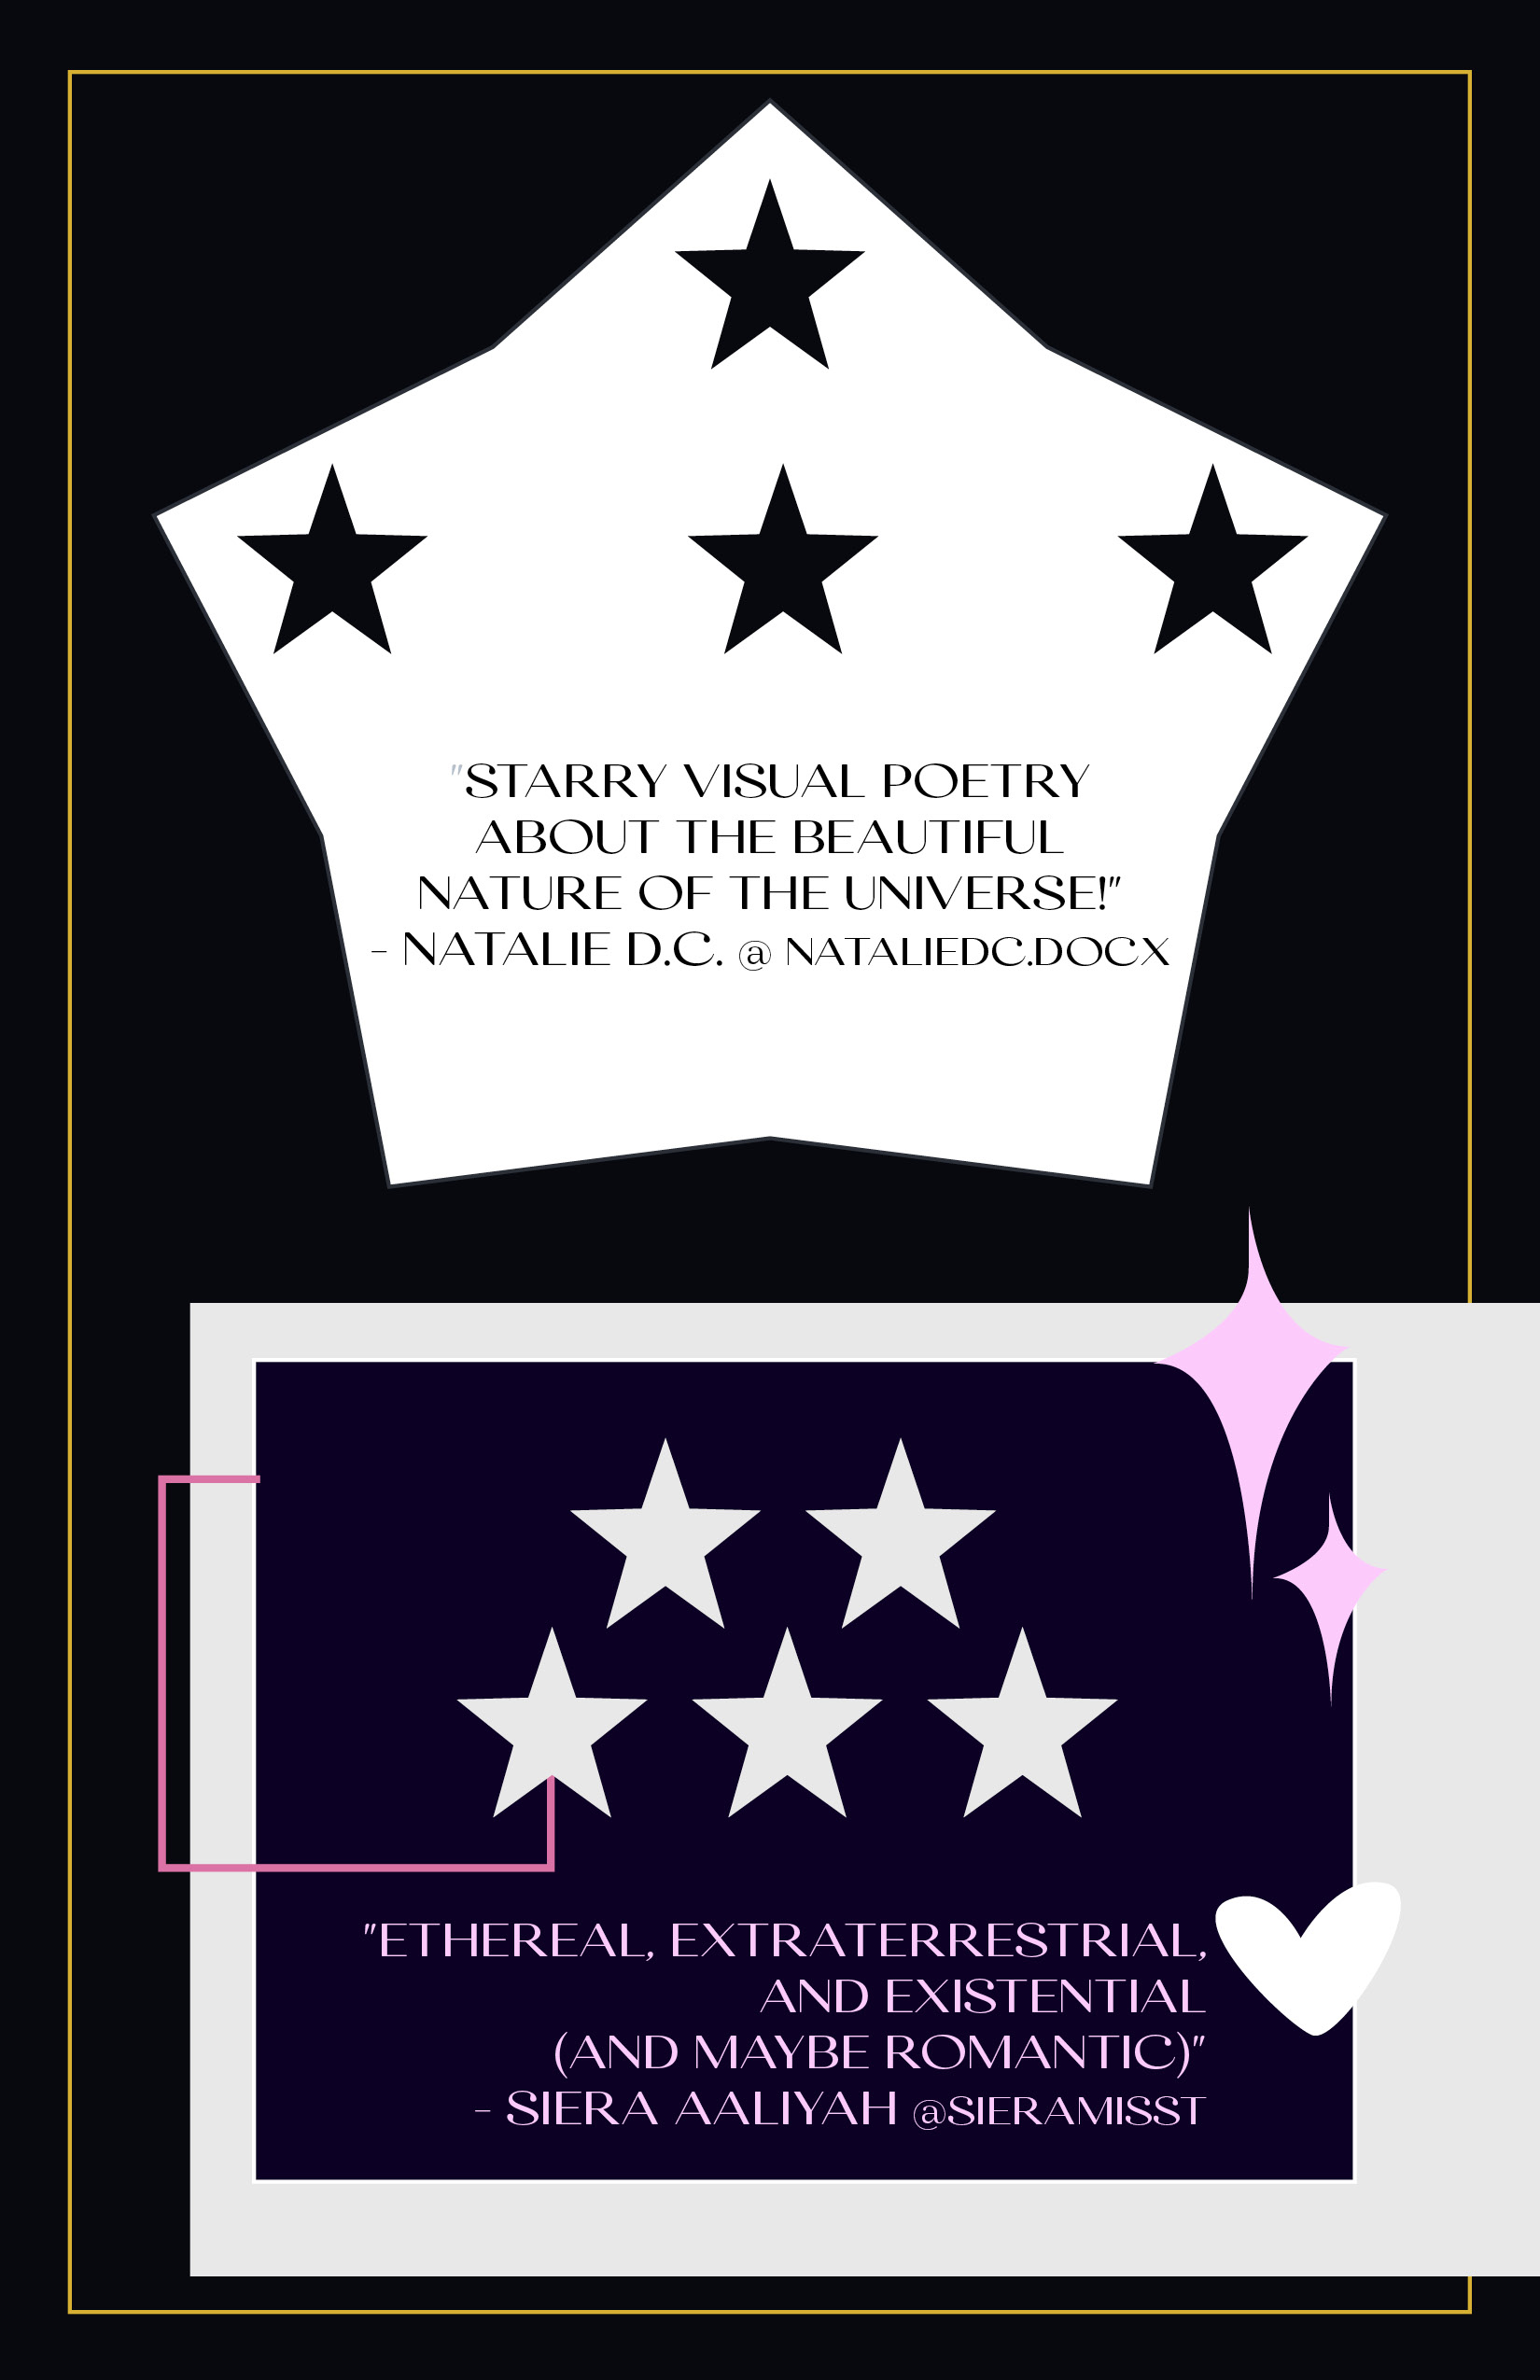 "STARRY VISUAL POETRY
ABOUT THE BEAUTIFUL
NATURE OF THE UNIVERSE!"
- NATALIE D.C. @ NATALIEDC.DOCX
"ETHEREAL, EXTRATERRESTRIAL,
AND EXISTENTIAL
(AND MAYBE ROMANTIC)"
- SIERA AALIYAH @SIERAMISST